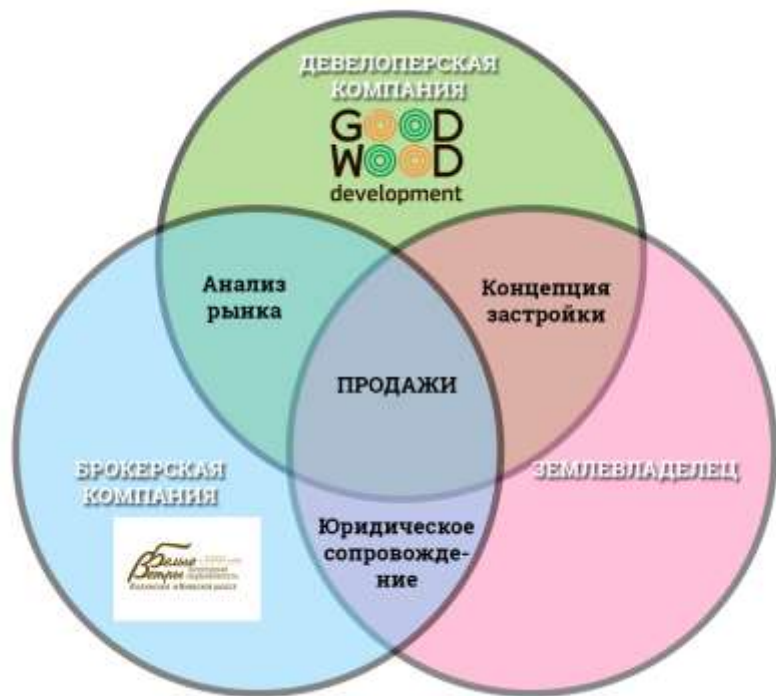 ДЕВЕЛОПЕРСКАЯ
КОМПАНИЯ
GOOD
WOOD
development
Анализ
рынка
Концепция
застройки
ПРОДАЖИ
БРОКЕРСКАЯ
КОМПАНИЯ
ЗЕМЛЕВЛАДЕЛЕЦ
Белые
Ветры
Юридическое
сопровожде-
ние